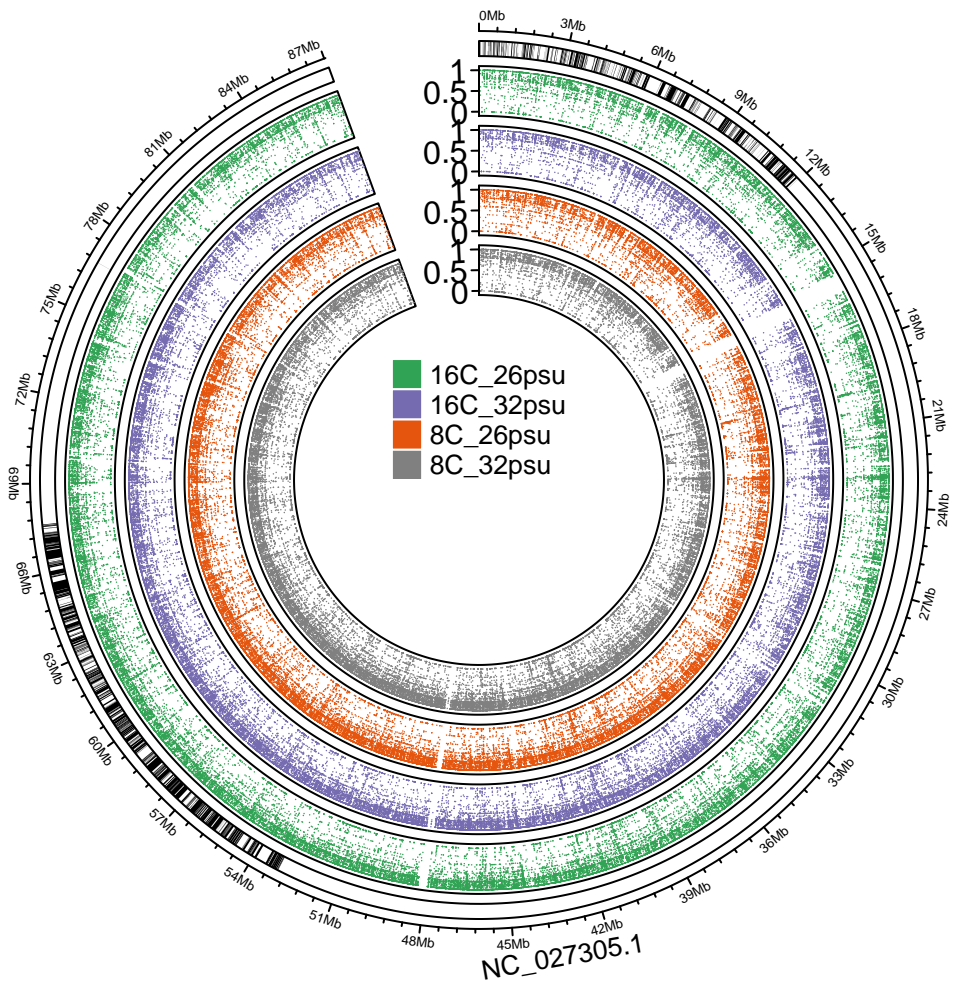 0Mb
3Mb
6Mb
9Mb
12Mb
15Mb
18Mb
21Mb
24Mb
27Mb
30Mb
33Mb
36Mb
39Mb
42Mb
45Mb
48Mb
51Mb
54Mb
57Mb
60Mb
63Mb
66Mb
69Mb
72Mb
75Mb
78Mb
81Mb
84Mb
87Mb
1
0.5
0
1
0.5
0
1
0.5
0
1
0.5
0
16C_26psu
16C_32psu
8C_26psu
8C_32psu
NC_027305.1